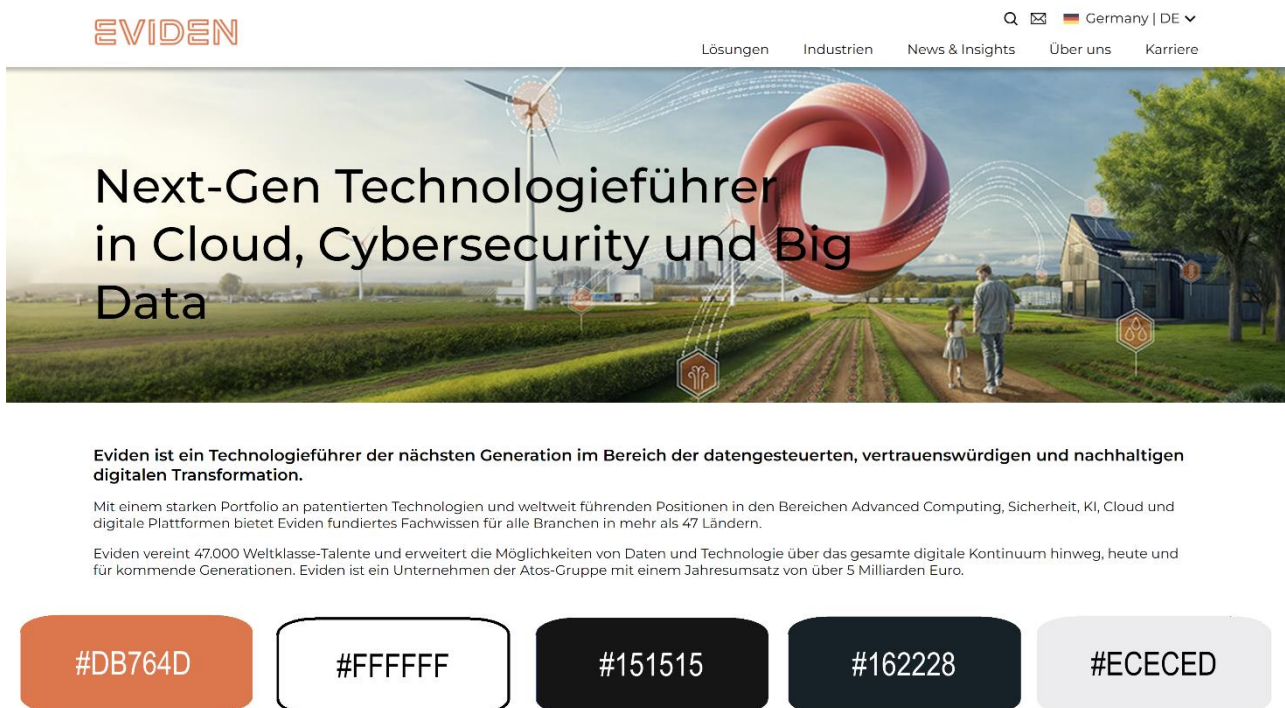 EVIDEN
Germany | DE
Lösungen Industrien News & Insights Über uns Karriere
Next-Gen Technologieführer
in Cloud, Cybersecurity und Big
Data
Eviden ist ein Technologieführer der nächsten Generation im Bereich der datengesteuerten, vertrauenswürdigen und nachhaltigen
digitalen Transformation.
Mit einem starken Portfolio an patentierten Technologien und weltweit führenden Positionen in den Bereichen Advanced Computing, Sicherheit, KI, Cloud und
digitale Plattformen bietet Eviden fundiertes Fachwissen für alle Branchen in mehr als 47 Ländern.
Eviden vereint 47.000 Weltklasse-Talente und erweitert die Möglichkeiten von Daten und Technologie über das gesamte digitale Kontinuum hinweg, heute und
für kommende Generationen. Eviden ist ein Unternehmen der Atos-Gruppe mit einem Jahresumsatz von über 5 Milliarden Euro.
#DB764D #FFFFFF #151515 #162228 #ECECED